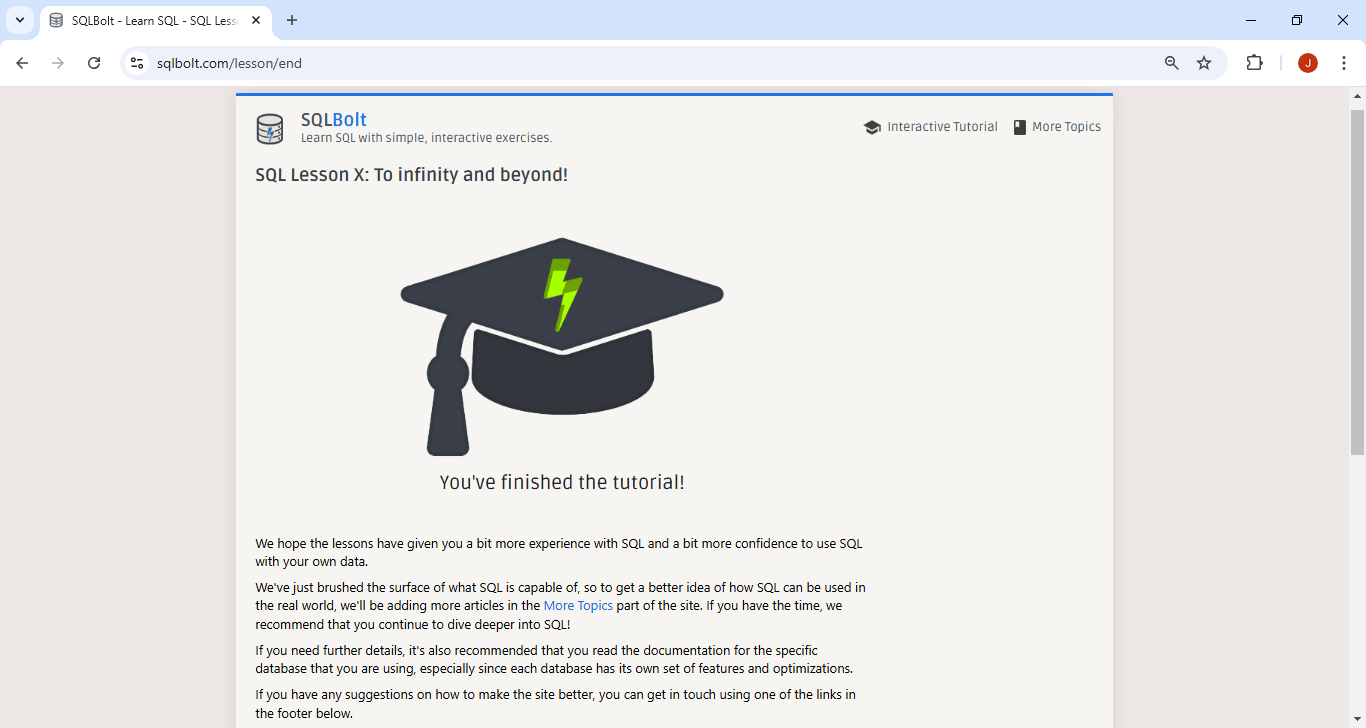 SQLBolt - Learn SQL - SQL Less
sqlbolt.com/lesson/end
J
SQLBolt
Learn SQL with simple, interactive exercises.
Interactive Tutorial
More Topics
SQL Lesson X: To infinity and beyond!
You've finished the tutorial!
We hope the lessons have given you a bit more experience with SQL and a bit more confidence to use SQL
with your own data.
We've just brushed the surface of what SQL is capable of, so to get a better idea of how SQL can be used in
the real world, we'll be adding more articles in the More Topics part of the site. If you have the time, we
recommend that you continue to dive deeper into SQL!
If you need further details, it's also recommended that you read the documentation for the specific
database that you are using, especially since each database has its own set of features and optimizations.
If you have any suggestions on how to make the site better, you can get in touch using one of the links in
the footer below.